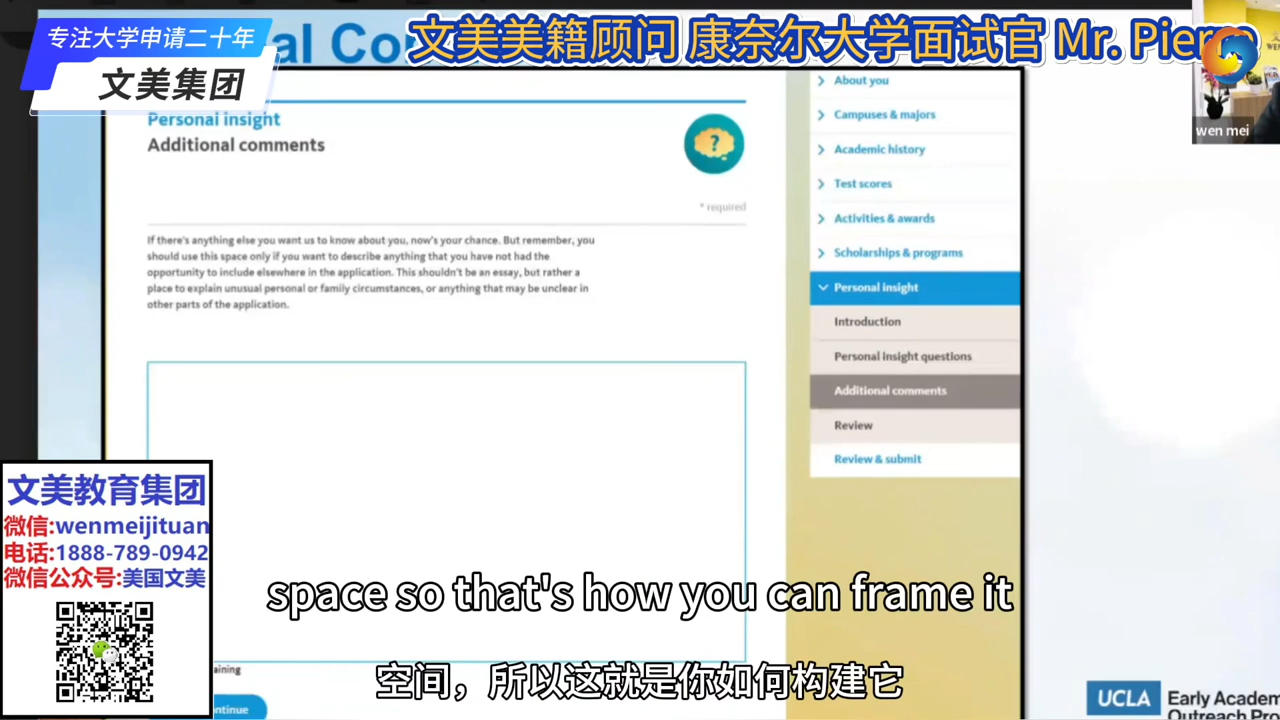 专注大学申请二十年
文美集团
al Co
文美美籍顾问 康奈尔大学面试官 Mr. Pierre
wen mei
Personal insight
Additional comments
* required
If there's anything else you want us to know about you, now's your chance. But remember, you
should use this space only if you want to describe anything that you have not had the
opportunity to include elsewhere in the application. This shouldn't be an essay, but rather a
place to explain unusual personal or family circumstances, or anything that may be unclear in
other parts of the application.
About you
Campuses & majors
Academic history
Test scores
Activities & awards
Scholarships & programs
Personal insight
Introduction
Personal insight questions
Additional comments
Review
Review & submit
文美教育集团
微信:wenmeijituan
电话:1888-789-0942
微信公众号:美国文美
space so that's how you can frame it
空间，所以这就是你如何构建它
aining
ntinue
UCLA Early Academ
Outreach Pro